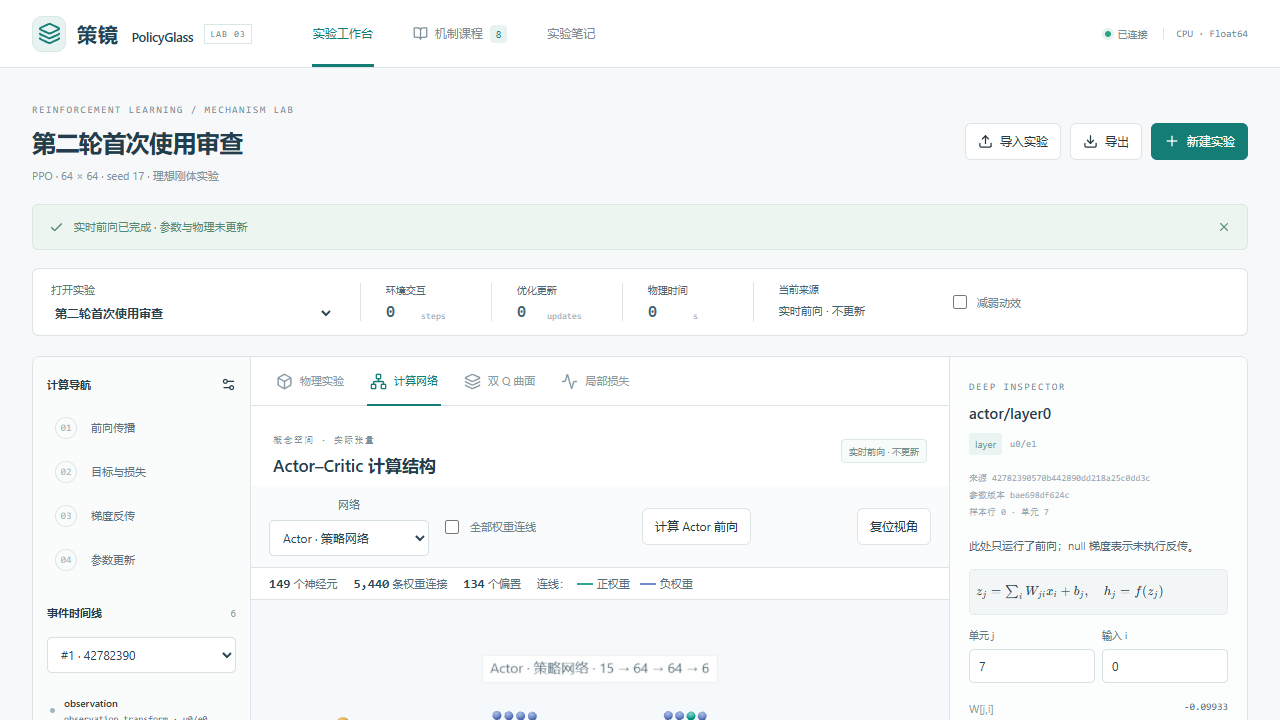 策镜 PolicyGlass LAB 03 实验工作台 机制课程 8 实验笔记 已连接 CPU · Float64
REINFORCEMENT LEARNING / MECHANISM LAB
第二轮首次使用审查
导入实验 导出 新建实验
PPO · 64 × 64 · seed 17 · 理想刚体实验
实时前向已完成 · 参数与物理未更新
打开实验 环境交互 优化更新 物理时间 当前来源
第二轮首次使用审查 0 steps 0 updates 0 s 实时前向 · 不更新 减弱动效
计算导航
01 前向传播
02 目标与损失
03 梯度反传
04 参数更新
事件时间线 6
#1 · 42782390
observation
observation_transform · u0/e0
物理实验 计算网络 双 Q 曲面 局部损失
概念空间 · 实际张量
Actor–Critic 计算结构
实时前向 · 不更新
网络
Actor · 策略网络 全部权重连线 计算 Actor 前向 复位视角
149 个神经元 5,440 条权重连接 134 个偏置 连线: 正权重 负权重
Actor · 策略网络 · 15 → 64 → 64 → 6
DEEP INSPECTOR
actor/layer0
layer u0/e1
来源 42782390570b442890dd218a25c0dd3c
参数版本 bae698df624c
样本行 0 · 单元 7
此处只运行了前向；null 梯度表示未执行反传。
z_j = ∑_i W_{ji} x_i + b_j, h_j = f(z_j)
单元 j 输入 i
7 0
W[j,i] -0.09933